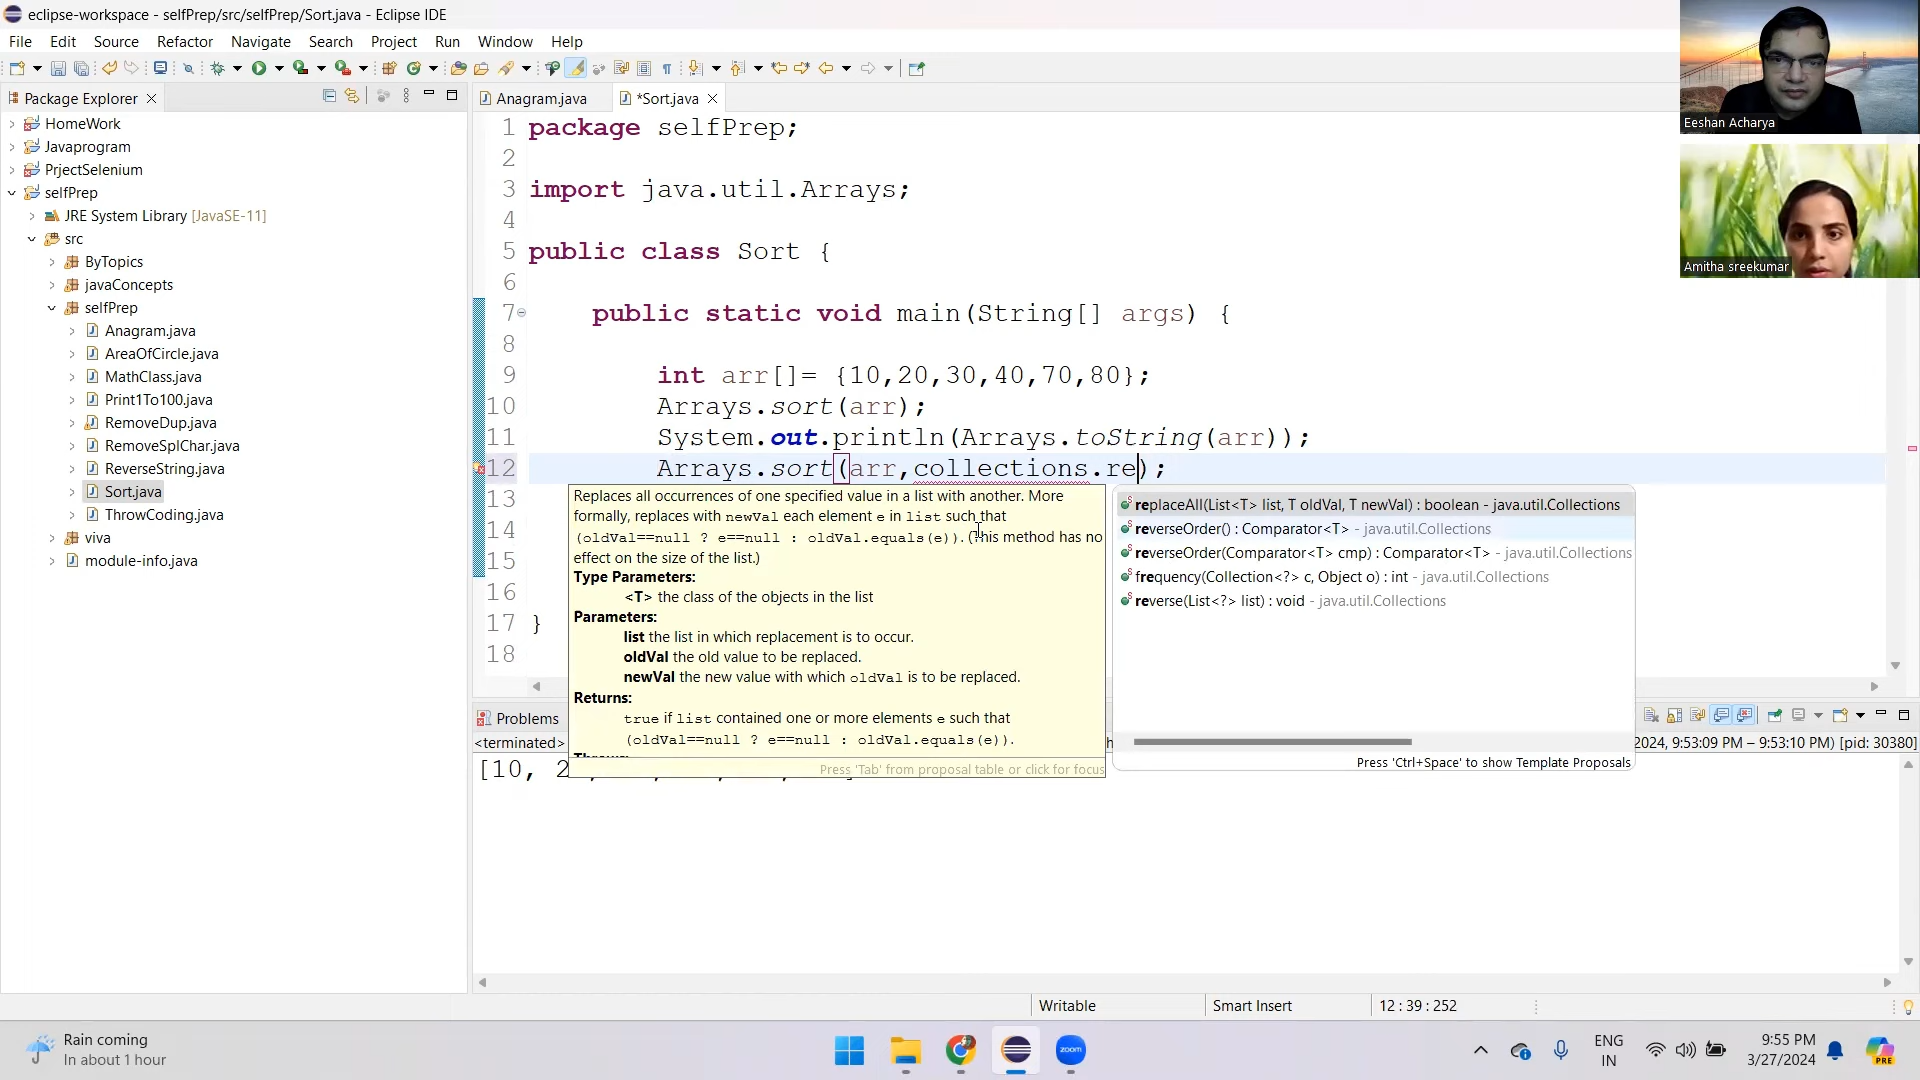 eclipse-workspace - selfPrep/src/selfPrep/Sort.java - Eclipse IDE
File Edit Source Refactor Navigate Search Project Run Window Help
Package Explorer
HomeWork
Javaprogram
PrjectSelenium
selfPrep
JRE System Library [JavaSE-11]
src
ByTopics
javaConcepts
selfPrep
Anagram.java
AreaOfCircle.java
MathClass.java
Print1To100.java
RemoveDup.java
RemoveSplChar.java
ReverseString.java
Sort.java
ThrowCoding.java
viva
module-info.java
Anagram.java *Sort.java
1 package selfPrep;
2
3 import java.util.Arrays;
4
5 public class Sort {
6
7 public static void main(String[] args) {
8
9 int arr[]= {10,20,30,40,70,80};
10 Arrays.sort(arr);
11 System.out.println(Arrays.toString(arr));
12 Arrays.sort(arr,collections.re);
13
14
15
16
17 }
18
Replaces all occurrences of one specified value in a list with another. More
formally, replaces with newVal each element e in list such that
(oldVal==null ? e==null : oldVal.equals(e)). (This method has no
effect on the size of the list.)
Type Parameters:
<T> the class of the objects in the list
Parameters:
list the list in which replacement is to occur.
oldVal the old value to be replaced.
newVal the new value with which oldVal is to be replaced.
Returns:
true if list contained one or more elements e such that
(oldVal==null ? e==null : oldVal.equals(e)).
Press 'Tab' from proposal table or click for focus
replaceAll(List<T> list, T oldVal, T newVal) : boolean - java.util.Collections
reverseOrder() : Comparator<T> - java.util.Collections
reverseOrder(Comparator<T> cmp) : Comparator<T> - java.util.Collections
frequency(Collection<?> c, Object o) : int - java.util.Collections
reverse(List<?> list) : void - java.util.Collections
Press 'Ctrl+Space' to show Template Proposals
Problems
<terminated> 2024, 9:53:09 PM – 9:53:10 PM) [pid: 30380]
[10, 2
Writable Smart Insert 12 : 39 : 252
Eeshan Acharya
Amitha sreekumar
Rain coming
In about 1 hour
zoom
ENG
IN
9:55 PM
3/27/2024
PRE